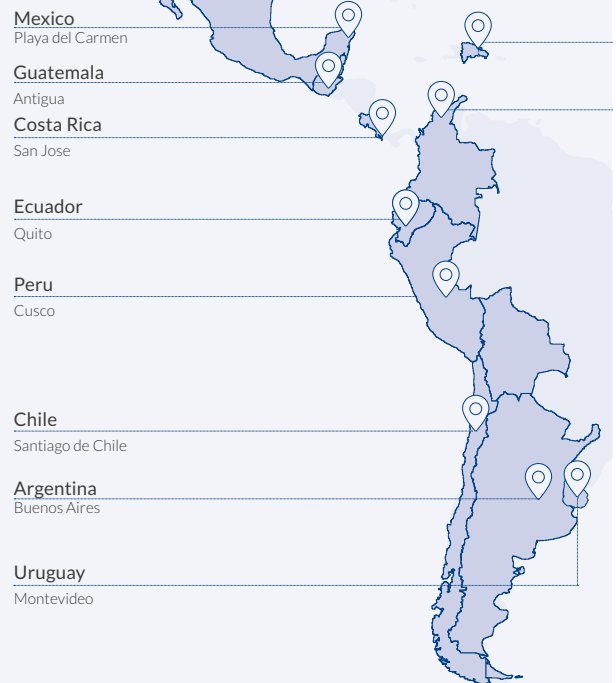 Mexico
Playa del Carmen
Guatemala
Antigua
Costa Rica
San Jose
Ecuador
Quito
Peru
Cusco
Chile
Santiago de Chile
Argentina
Buenos Aires
Uruguay
Montevideo